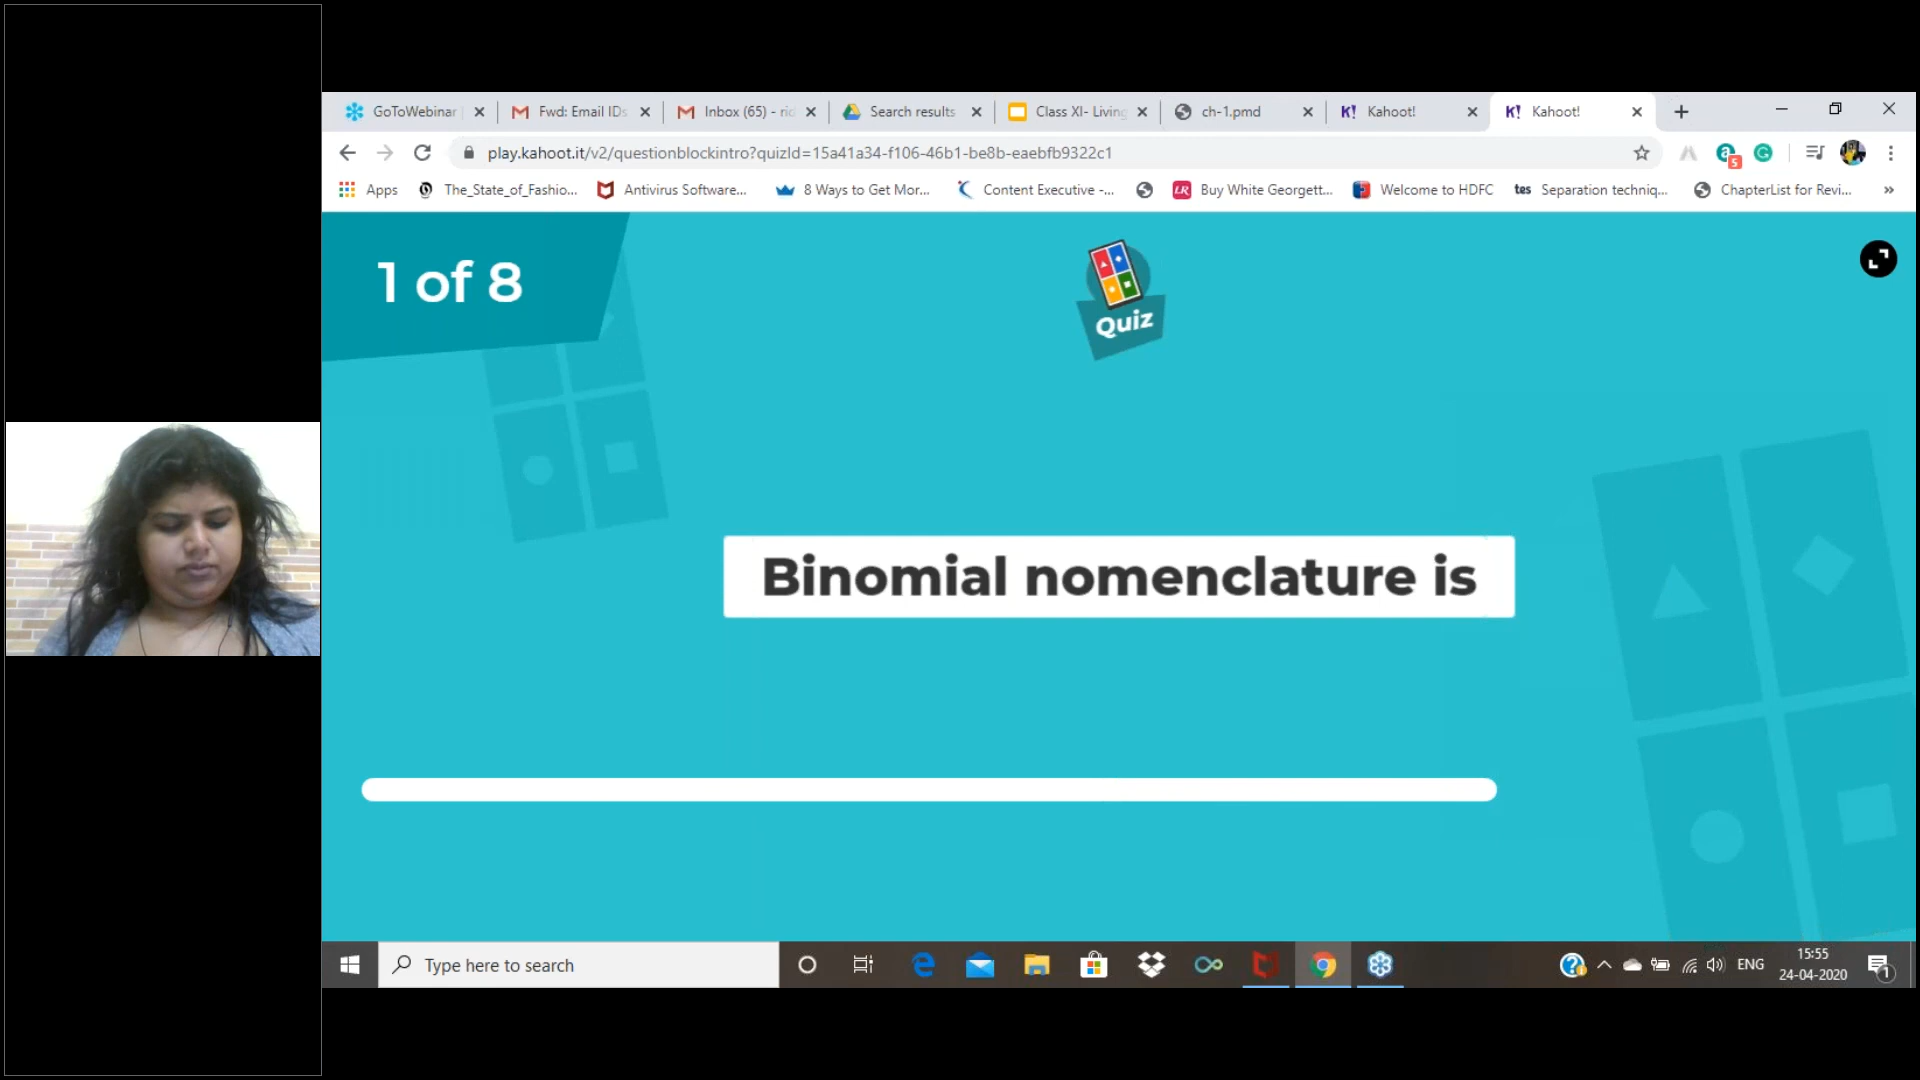 GoToWebinar
Fwd: Email IDs
Inbox (65) - ric
Search results
Class XI- Living
ch-1.pmd
K! Kahoot!
K! Kahoot!
play.kahoot.it/v2/questionblockintro?quizId=15a41a34-f106-46b1-be8b-eaebfb9322c1
Apps
The_State_of_Fashio...
Antivirus Software...
8 Ways to Get Mor...
Content Executive -...
LR Buy White Georgett...
Welcome to HDFC
tes Separation techniq...
ChapterList for Revi...
»
1 of 8
Quiz
Binomial nomenclature is
Type here to search
ENG
15:55
24-04-2020
1